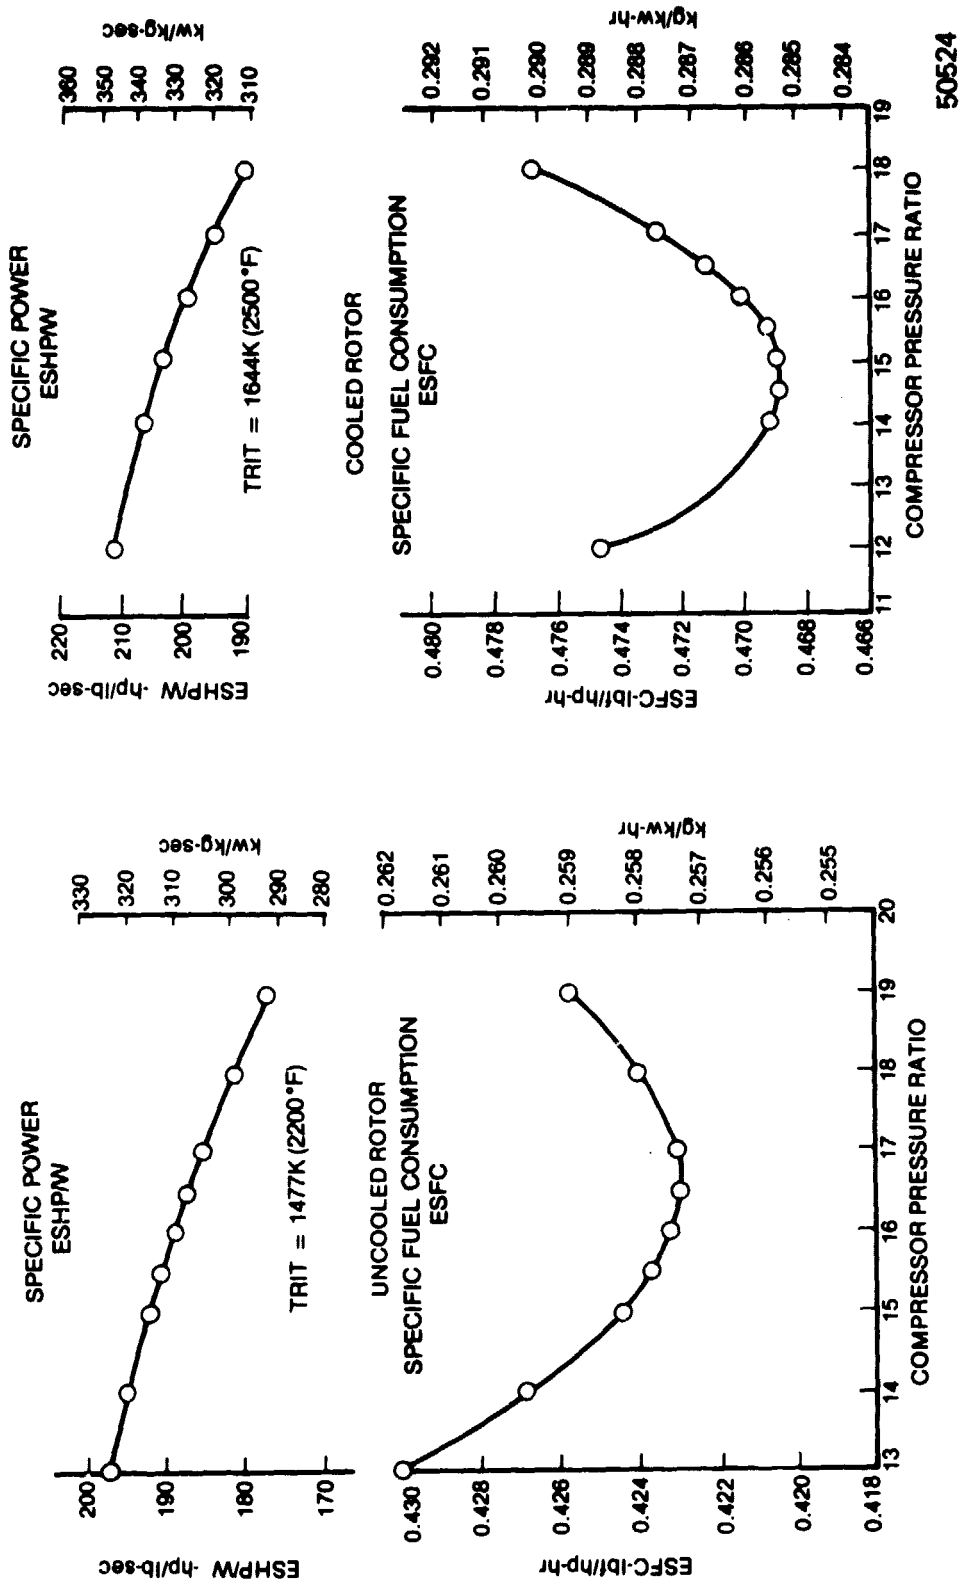 SPECIFIC POWER
ESHP/W
ESHP/W -hp/lb-sec
200
190
180
170
kw/kg-sec
330
320
310
300
290
280
TRIT = 1477K (2200°F)
UNCOOLED ROTOR
SPECIFIC FUEL CONSUMPTION
ESFC
ESFC-lbf/hp-hr
0.430
0.428
0.426
0.424
0.422
0.420
0.418
kg/kw-hr
0.262
0.261
0.260
0.259
0.258
0.257
0.256
0.255
13 14 15 16 17 18 19 20
COMPRESSOR PRESSURE RATIO
SPECIFIC POWER
ESHP/W
ESHP/W -hp/lb-sec
220
210
200
190
kw/kg-sec
360
350
340
330
320
310
TRIT = 1644K (2500°F)
COOLED ROTOR
SPECIFIC FUEL CONSUMPTION
ESFC
ESFC-lbf/hp-hr
0.480
0.478
0.476
0.474
0.472
0.470
0.468
0.466
kg/kw-hr
0.292
0.291
0.290
0.289
0.288
0.287
0.286
0.285
0.284
11 12 13 14 15 16 17 18 19
COMPRESSOR PRESSURE RATIO
50524